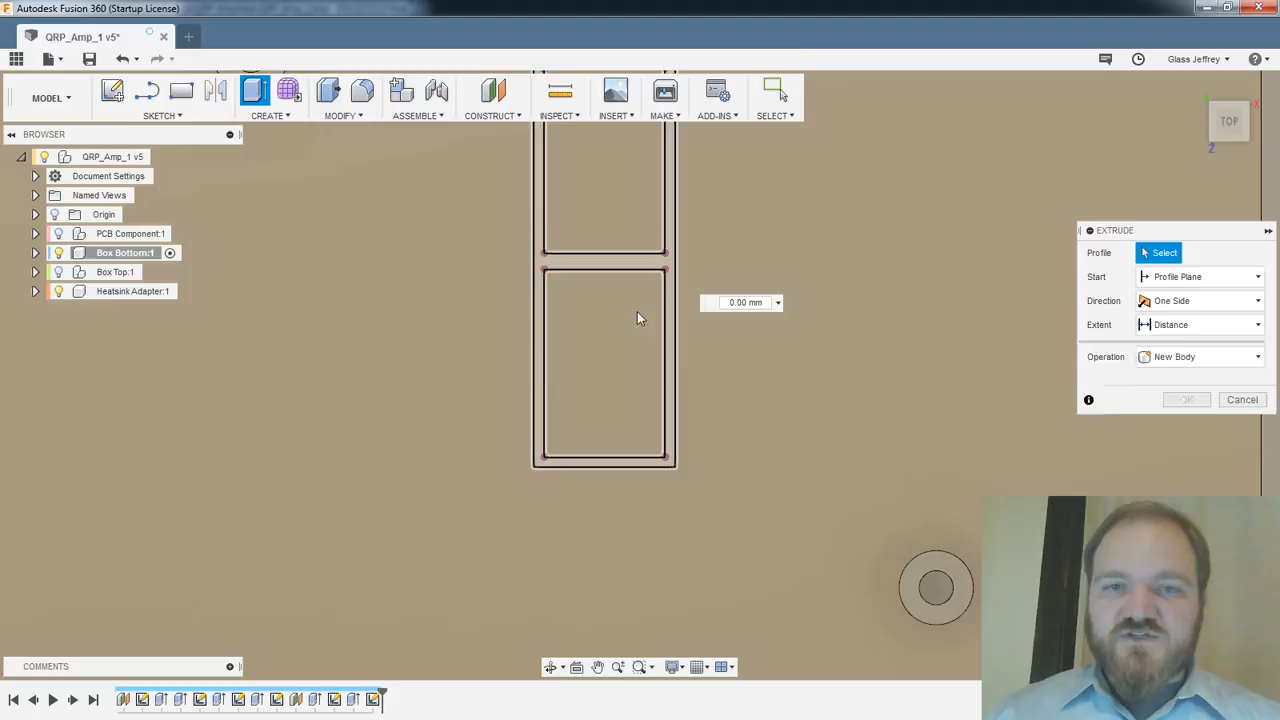 Autodesk Fusion 360 (Startup License)
QRP_Amp_1 v5*
Glass Jeffrey
MODEL
SKETCH
CREATE
MODIFY
ASSEMBLE
CONSTRUCT
INSPECT
INSERT
MAKE
ADD-INS
SELECT
BROWSER
QRP_Amp_1 v5
Document Settings
Named Views
Origin
PCB Component:1
Box Bottom:1
Box Top:1
Heatsink Adapter:1
TOP
X
Z
EXTRUDE
Profile Select
Start Profile Plane
Direction One Side
Extent Distance
Operation New Body
OK Cancel
0.00 mm
COMMENTS